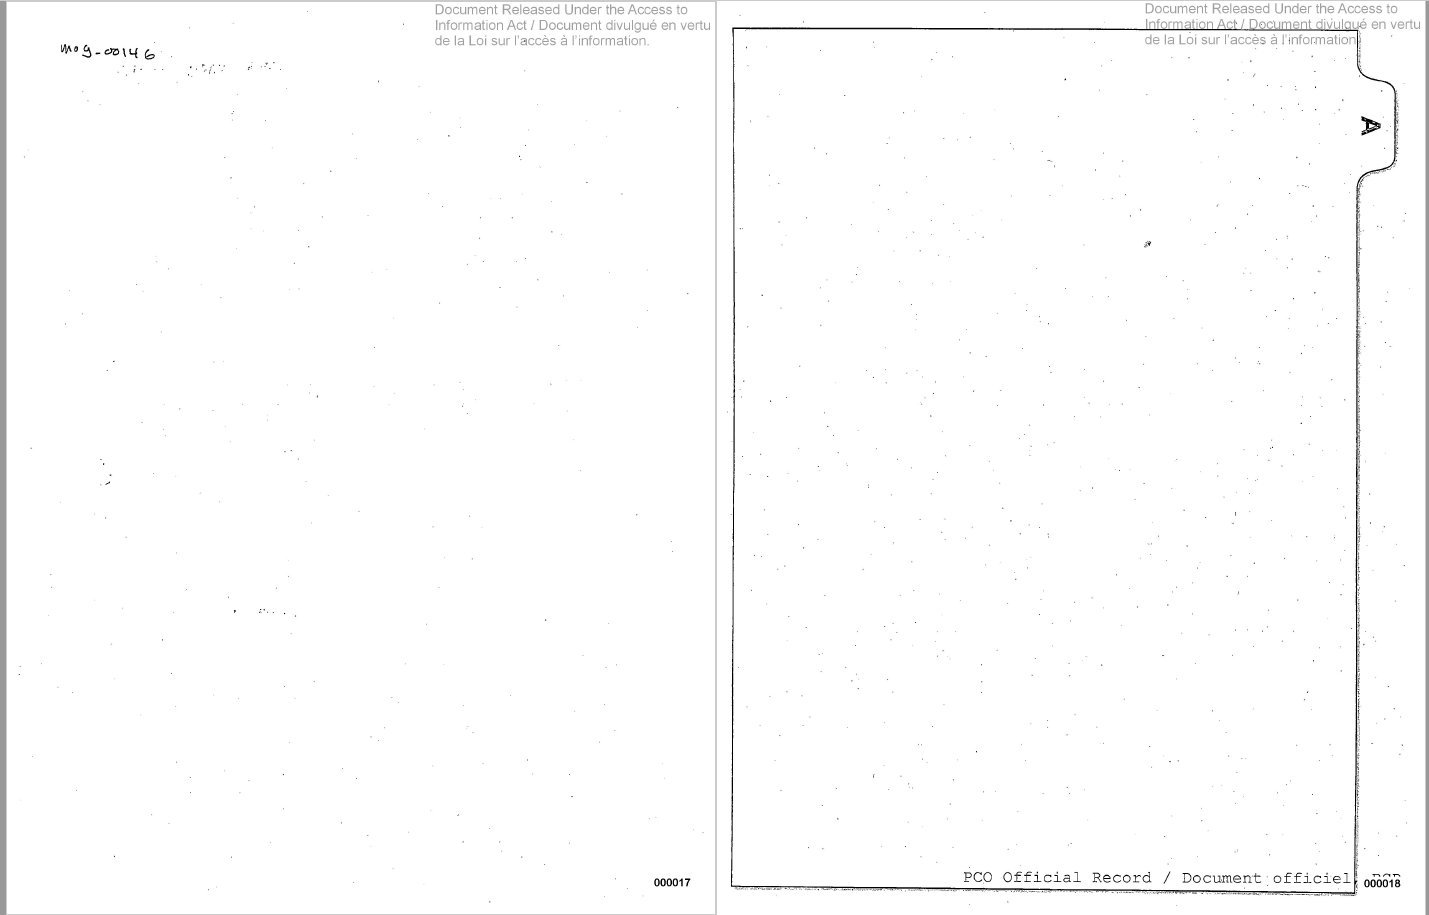 Document Released Under the Access to
Information Act / Document divulgué en vertu
de la Loi sur l'accès à l'information.
mog-00146
000017
Document Released Under the Access to
Information Act / Document divulgué en vertu
de la Loi sur l'accès à l'information
A
PCO Official Record / Document officiel
000018